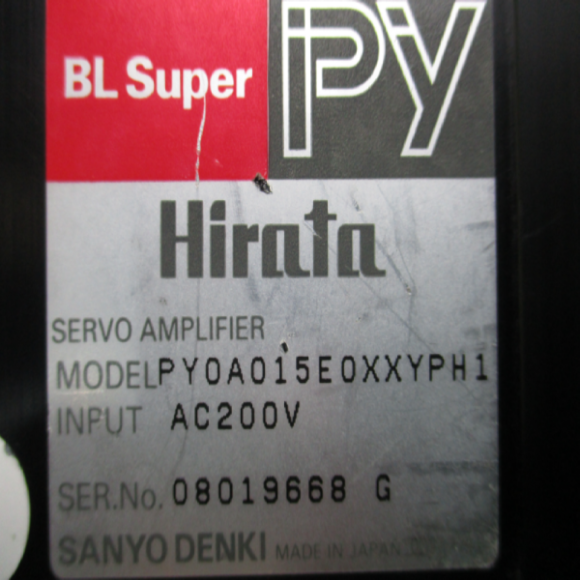 BL Super PY
Hirata
SERVO AMPLIFIER
MODEL PY0A015E0XXYPH1
INPUT AC200V
SER.No. 08019668 G
SANYO DENKI MADE IN JAPAN